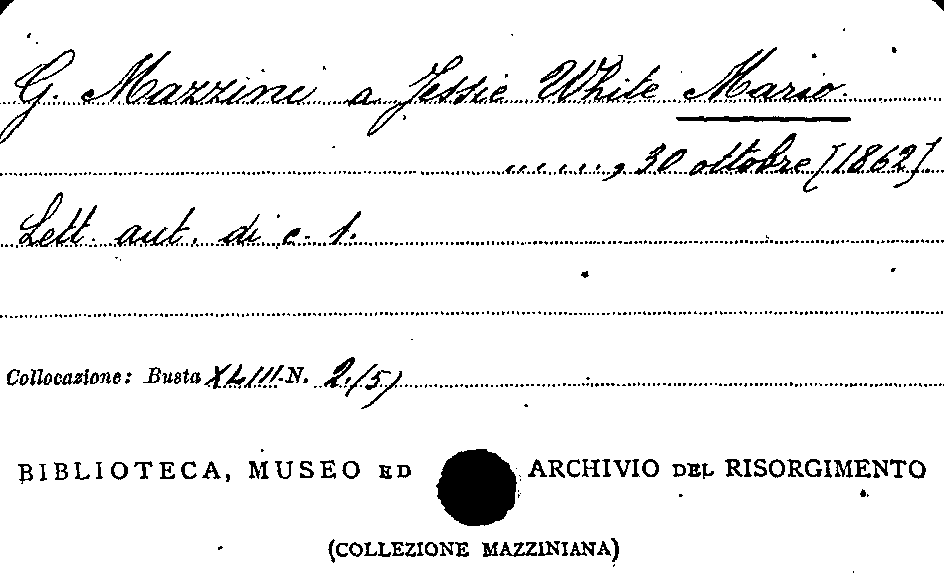 G. Mazzini a Jessie White Mario.
......, 30 ottobre [1862].
Lett. aut. di c. 1.
Collocazione: Busta XLIII N. 2/5)
BIBLIOTECA, MUSEO ED ARCHIVIO DEL RISORGIMENTO
(COLLEZIONE MAZZINIANA)